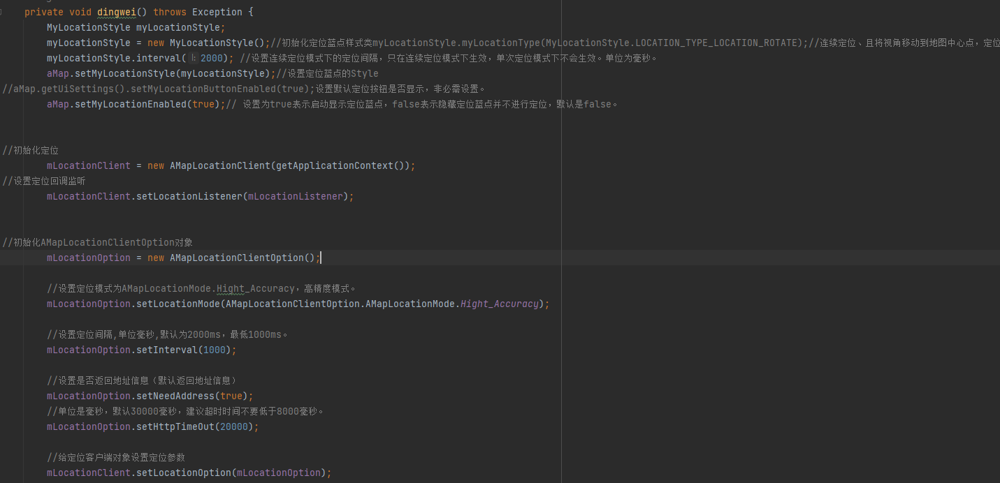 private void dingwei() throws Exception {
MyLocationStyle myLocationStyle;
myLocationStyle = new MyLocationStyle();//初始化定位蓝点样式类myLocationStyle.myLocationType(MyLocationStyle.LOCATION_TYPE_LOCATION_ROTATE);//连续定位、且将视角移动到地图中心点，定位
myLocationStyle.interval( l: 2000); //设置连续定位模式下的定位间隔，只在连续定位模式下生效，单次定位模式下不会生效。单位为毫秒。
aMap.setMyLocationStyle(myLocationStyle);//设置定位蓝点的Style
//aMap.getUiSettings().setMyLocationButtonEnabled(true);设置默认定位按钮是否显示，非必需设置。
aMap.setMyLocationEnabled(true);// 设置为true表示启动显示定位蓝点，false表示隐藏定位蓝点并不进行定位，默认是false。
//初始化定位
mLocationClient = new AMapLocationClient(getApplicationContext());
//设置定位回调监听
mLocationClient.setLocationListener(mLocationListener);
//初始化AMapLocationClientOption对象
mLocationOption = new AMapLocationClientOption();
//设置定位模式为AMapLocationMode.Hight_Accuracy，高精度模式。
mLocationOption.setLocationMode(AMapLocationClientOption.AMapLocationMode.Hight_Accuracy);
//设置定位间隔,单位毫秒,默认为2000ms，最低1000ms。
mLocationOption.setInterval(1000);
//设置是否返回地址信息（默认返回地址信息）
mLocationOption.setNeedAddress(true);
//单位是毫秒，默认30000毫秒，建议超时时间不要低于8000毫秒。
mLocationOption.setHttpTimeOut(20000);
//给定位客户端对象设置定位参数
mLocationClient.setLocationOption(mLocationOption);